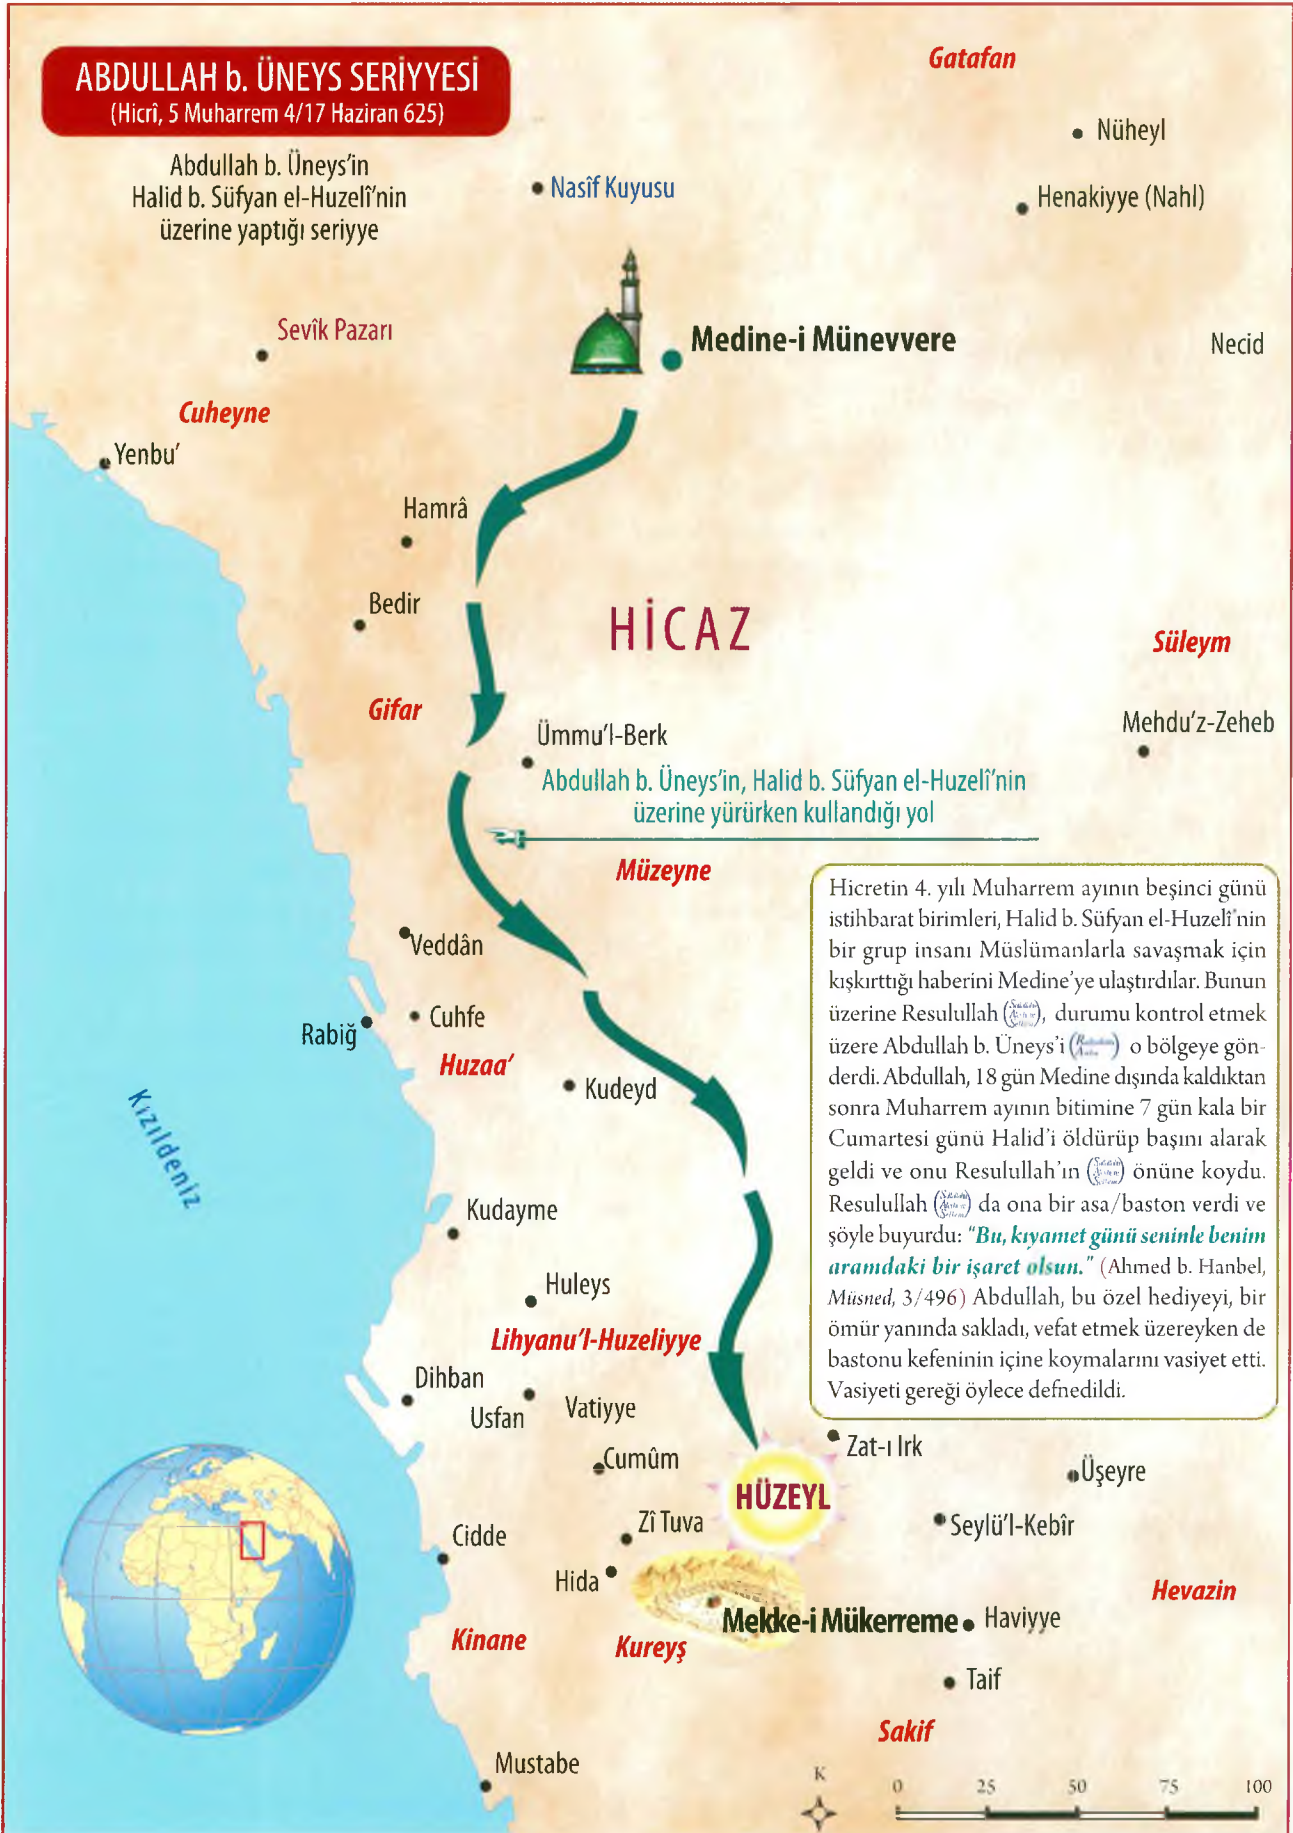 ABDULLAH b. ÜNEYS SERİYYESİ
(Hicrî, 5 Muharrem 4/17 Haziran 625)
Abdullah b. Üneys'in
Halid b. Süfyan el-Huzelî'nin
üzerine yaptığı seriyye
Gatafan
Nüheyl
Nasîf Kuyusu
Henakiyye (Nahl)
Sevîk Pazarı
Medine-i Münevvere
Necid
Cuheyne
Yenbu'
Hamrâ
Bedir
HİCAZ
Süleym
Gifar
Ümmu'l-Berk
Mehdu'z-Zeheb
Abdullah b. Üneys'in, Halid b. Süfyan el-Huzelî'nin
üzerine yürürken kullandığı yol
Müzeyne
Hicretin 4. yılı Muharrem ayının beşinci günü
istihbarat birimleri, Halid b. Süfyan el-Huzelî'nin
bir grup insanı Müslümanlarla savaşmak için
kışkırttığı haberini Medine'ye ulaştırdılar. Bunun
üzerine Resulullah ( ), durumu kontrol etmek
üzere Abdullah b. Üneys'i ( ) o bölgeye gön-
derdi. Abdullah, 18 gün Medine dışında kaldıktan
sonra Muharrem ayının bitimine 7 gün kala bir
Cumartesi günü Halid'i öldürüp başını alarak
geldi ve onu Resulullah'ın ( ) önüne koydu.
Resulullah ( ) da ona bir asa/baston verdi ve
şöyle buyurdu: "Bu, kıyamet günü seninle benim
aramdaki bir işaret olsun." (Ahmed b. Hanbel,
Müsned, 3/496) Abdullah, bu özel hediyeyi, bir
ömür yanında sakladı, vefat etmek üzereyken de
bastonu kefeninin içine koymalarını vasiyet etti.
Vasiyeti gereği öylece defnedildi.
Veddân
Cuhfe
Rabiğ
Huzaa'
Kudeyd
Kızıldeniz
Kudayme
Huleys
Lihyanu'l-Huzeliyye
Dihban
Usfan
Vatiyye
Zat-ı Irk
Cumûm
Üşeyre
HÜZEYL
Zî Tuva
Seylü'l-Kebîr
Cidde
Hida
Hevazin
Mekke-i Mükerreme
Haviyye
Kinane
Kureyş
Taif
Sakif
Mustabe
K
0 25 50 75 100